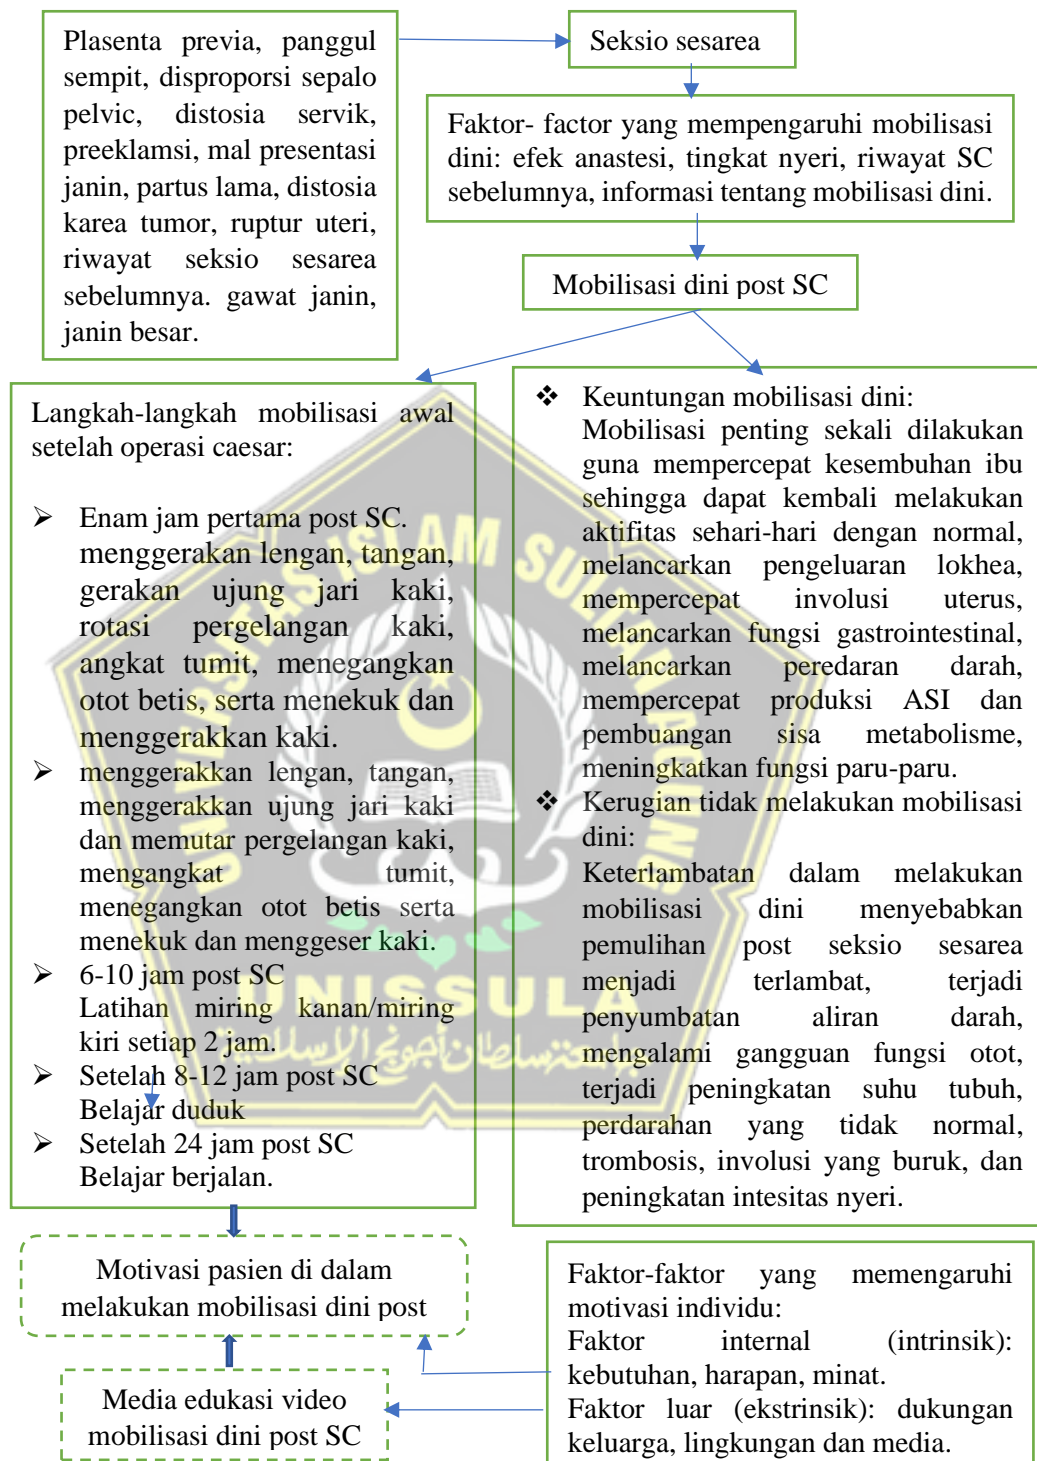 Plasenta previa, panggul
sempit, disproporsi sepalo
pelvic, distosia servik,
preeklamsi, mal presentasi
janin, partus lama, distosia
karea tumor, ruptur uteri,
riwayat seksio sesarea
sebelumnya. gawat janin,
janin besar.
Seksio sesarea
Faktor- factor yang mempengaruhi mobilisasi
dini: efek anastesi, tingkat nyeri, riwayat SC
sebelumnya, informasi tentang mobilisasi dini.
Mobilisasi dini post SC
Langkah-langkah mobilisasi awal
setelah operasi caesar:
➢ Enam jam pertama post SC.
menggerakan lengan, tangan,
gerakan ujung jari kaki,
rotasi pergelangan kaki,
angkat tumit, menegangkan
otot betis, serta menekuk dan
menggerakkan kaki.
➢ menggerakkan lengan, tangan,
menggerakkan ujung jari kaki
dan memutar pergelangan kaki,
mengangkat tumit,
menegangkan otot betis serta
menekuk dan menggeser kaki.
➢ 6-10 jam post SC
Latihan miring kanan/miring
kiri setiap 2 jam.
➢ Setelah 8-12 jam post SC
Belajar duduk
➢ Setelah 24 jam post SC
Belajar berjalan.
❖ Keuntungan mobilisasi dini:
Mobilisasi penting sekali dilakukan
guna mempercepat kesembuhan ibu
sehingga dapat kembali melakukan
aktifitas sehari-hari dengan normal,
melancarkan pengeluaran lokhea,
mempercepat involusi uterus,
melancarkan fungsi gastrointestinal,
melancarkan peredaran darah,
mempercepat produksi ASI dan
pembuangan sisa metabolisme,
meningkatkan fungsi paru-paru.
❖ Kerugian tidak melakukan mobilisasi
dini:
Keterlambatan dalam melakukan
mobilisasi dini menyebabkan
pemulihan post seksio sesarea
menjadi terlambat, terjadi
penyumbatan aliran darah,
mengalami gangguan fungsi otot,
terjadi peningkatan suhu tubuh,
perdarahan yang tidak normal,
trombosis, involusi yang buruk, dan
peningkatan intesitas nyeri.
Motivasi pasien di dalam
melakukan mobilisasi dini post
Media edukasi video
mobilisasi dini post SC
Faktor-faktor yang memengaruhi
motivasi individu:
Faktor internal (intrinsik):
kebutuhan, harapan, minat.
Faktor luar (ekstrinsik): dukungan
keluarga, lingkungan dan media.
UNIVERSITAS ISLAM SULTAN AGUNG
UNISSULA
جامعتسلطان أجونج الإسلامية